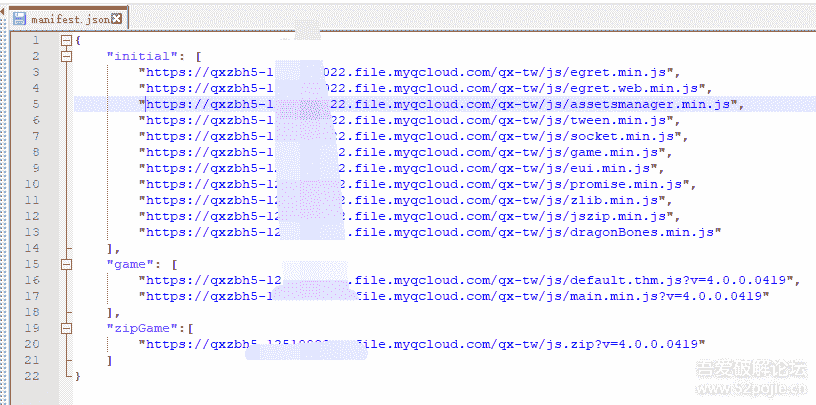 manifest.json
1 {
2 "initial": [
3 "https://qxzbh5-1 022.file.myqcloud.com/qx-tw/js/egret.min.js",
4 "https://qxzbh5-1 022.file.myqcloud.com/qx-tw/js/egret.web.min.js",
5 "https://qxzbh5-1 22.file.myqcloud.com/qx-tw/js/assetsmanager.min.js",
6 "https://qxzbh5-12 22.file.myqcloud.com/qx-tw/js/tween.min.js",
7 "https://qxzbh5-12 22.file.myqcloud.com/qx-tw/js/socket.min.js",
8 "https://qxzbh5-12 2.file.myqcloud.com/qx-tw/js/game.min.js",
9 "https://qxzbh5-12 2.file.myqcloud.com/qx-tw/js/eui.min.js",
10 "https://qxzbh5-12 2.file.myqcloud.com/qx-tw/js/promise.min.js",
11 "https://qxzbh5-12 2.file.myqcloud.com/qx-tw/js/zlib.min.js",
12 "https://qxzbh5-12 2.file.myqcloud.com/qx-tw/js/jszip.min.js",
13 "https://qxzbh5-12 .file.myqcloud.com/qx-tw/js/dragonBones.min.js"
14 ],
15 "game": [
16 "https://qxzbh5-12 .file.myqcloud.com/qx-tw/js/default.thm.js?v=4.0.0.0419",
17 "https://qxzbh5-12 .file.myqcloud.com/qx-tw/js/main.min.js?v=4.0.0.0419"
18 ],
19 "zipGame":[
20 "https://qxzbh5- file.myqcloud.com/qx-tw/js.zip?v=4.0.0.0419"
21 ]
22 }
吾爱破解论坛
www.52pojie.cn